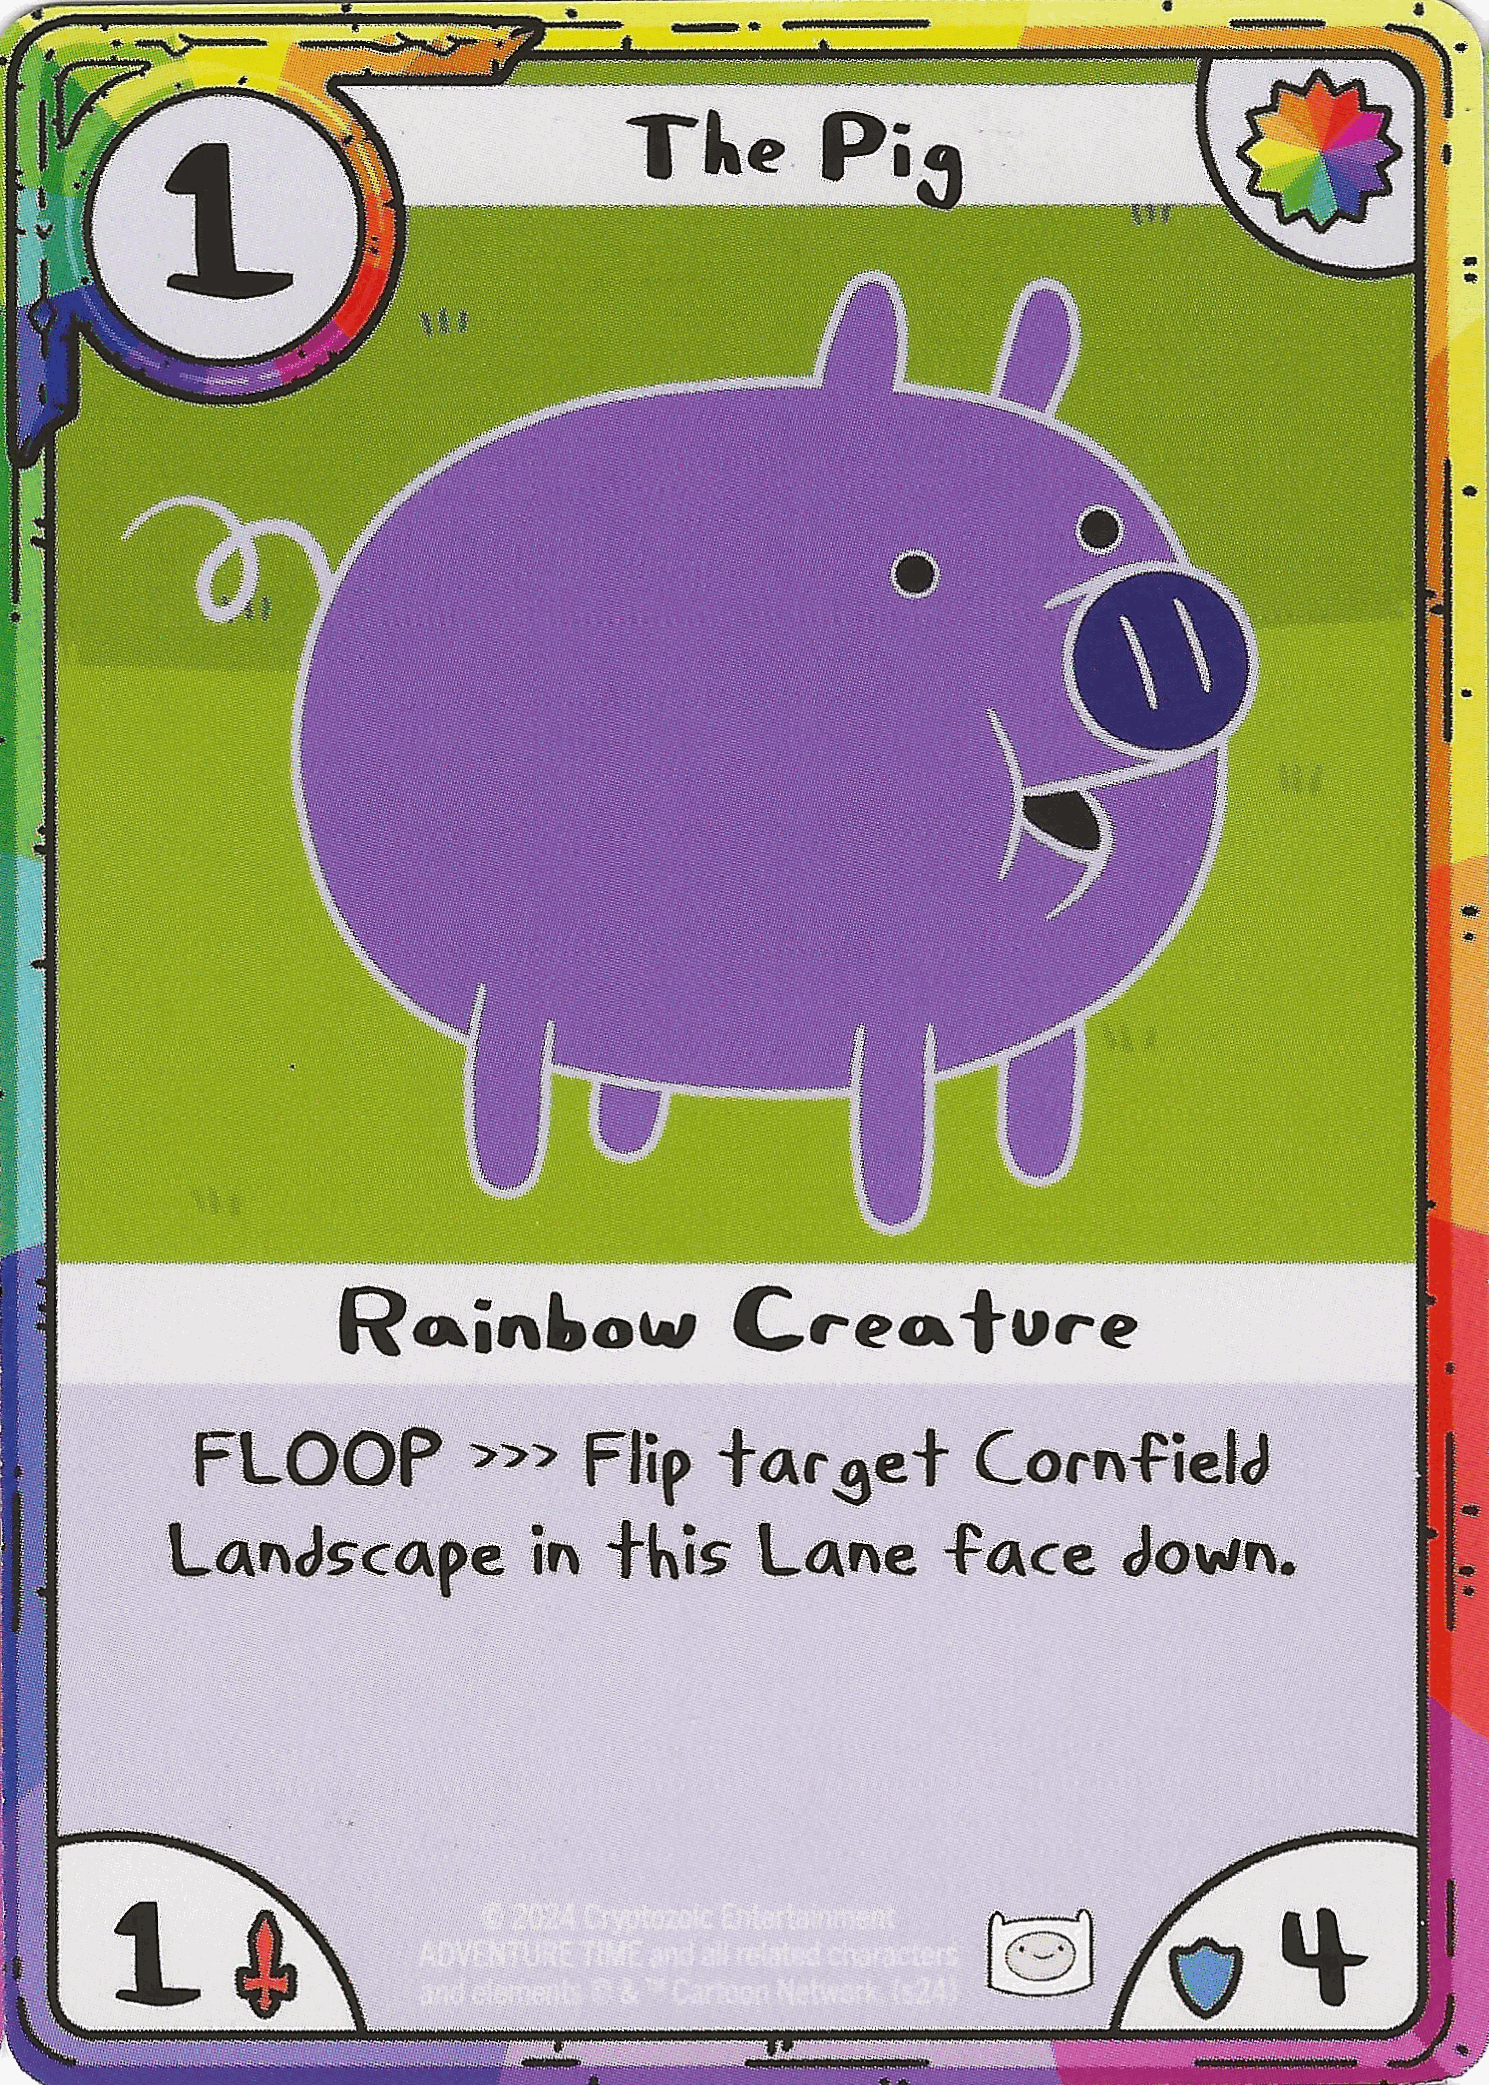 1
The Pig
Rainbow Creature
FLOOP >>> Flip target Cornfield
Landscape in this Lane face down.
1
4
© 2024 Cryptozoic Entertainment
ADVENTURE TIME and all related characters
and elements © & ™ Cartoon Network. (s24)